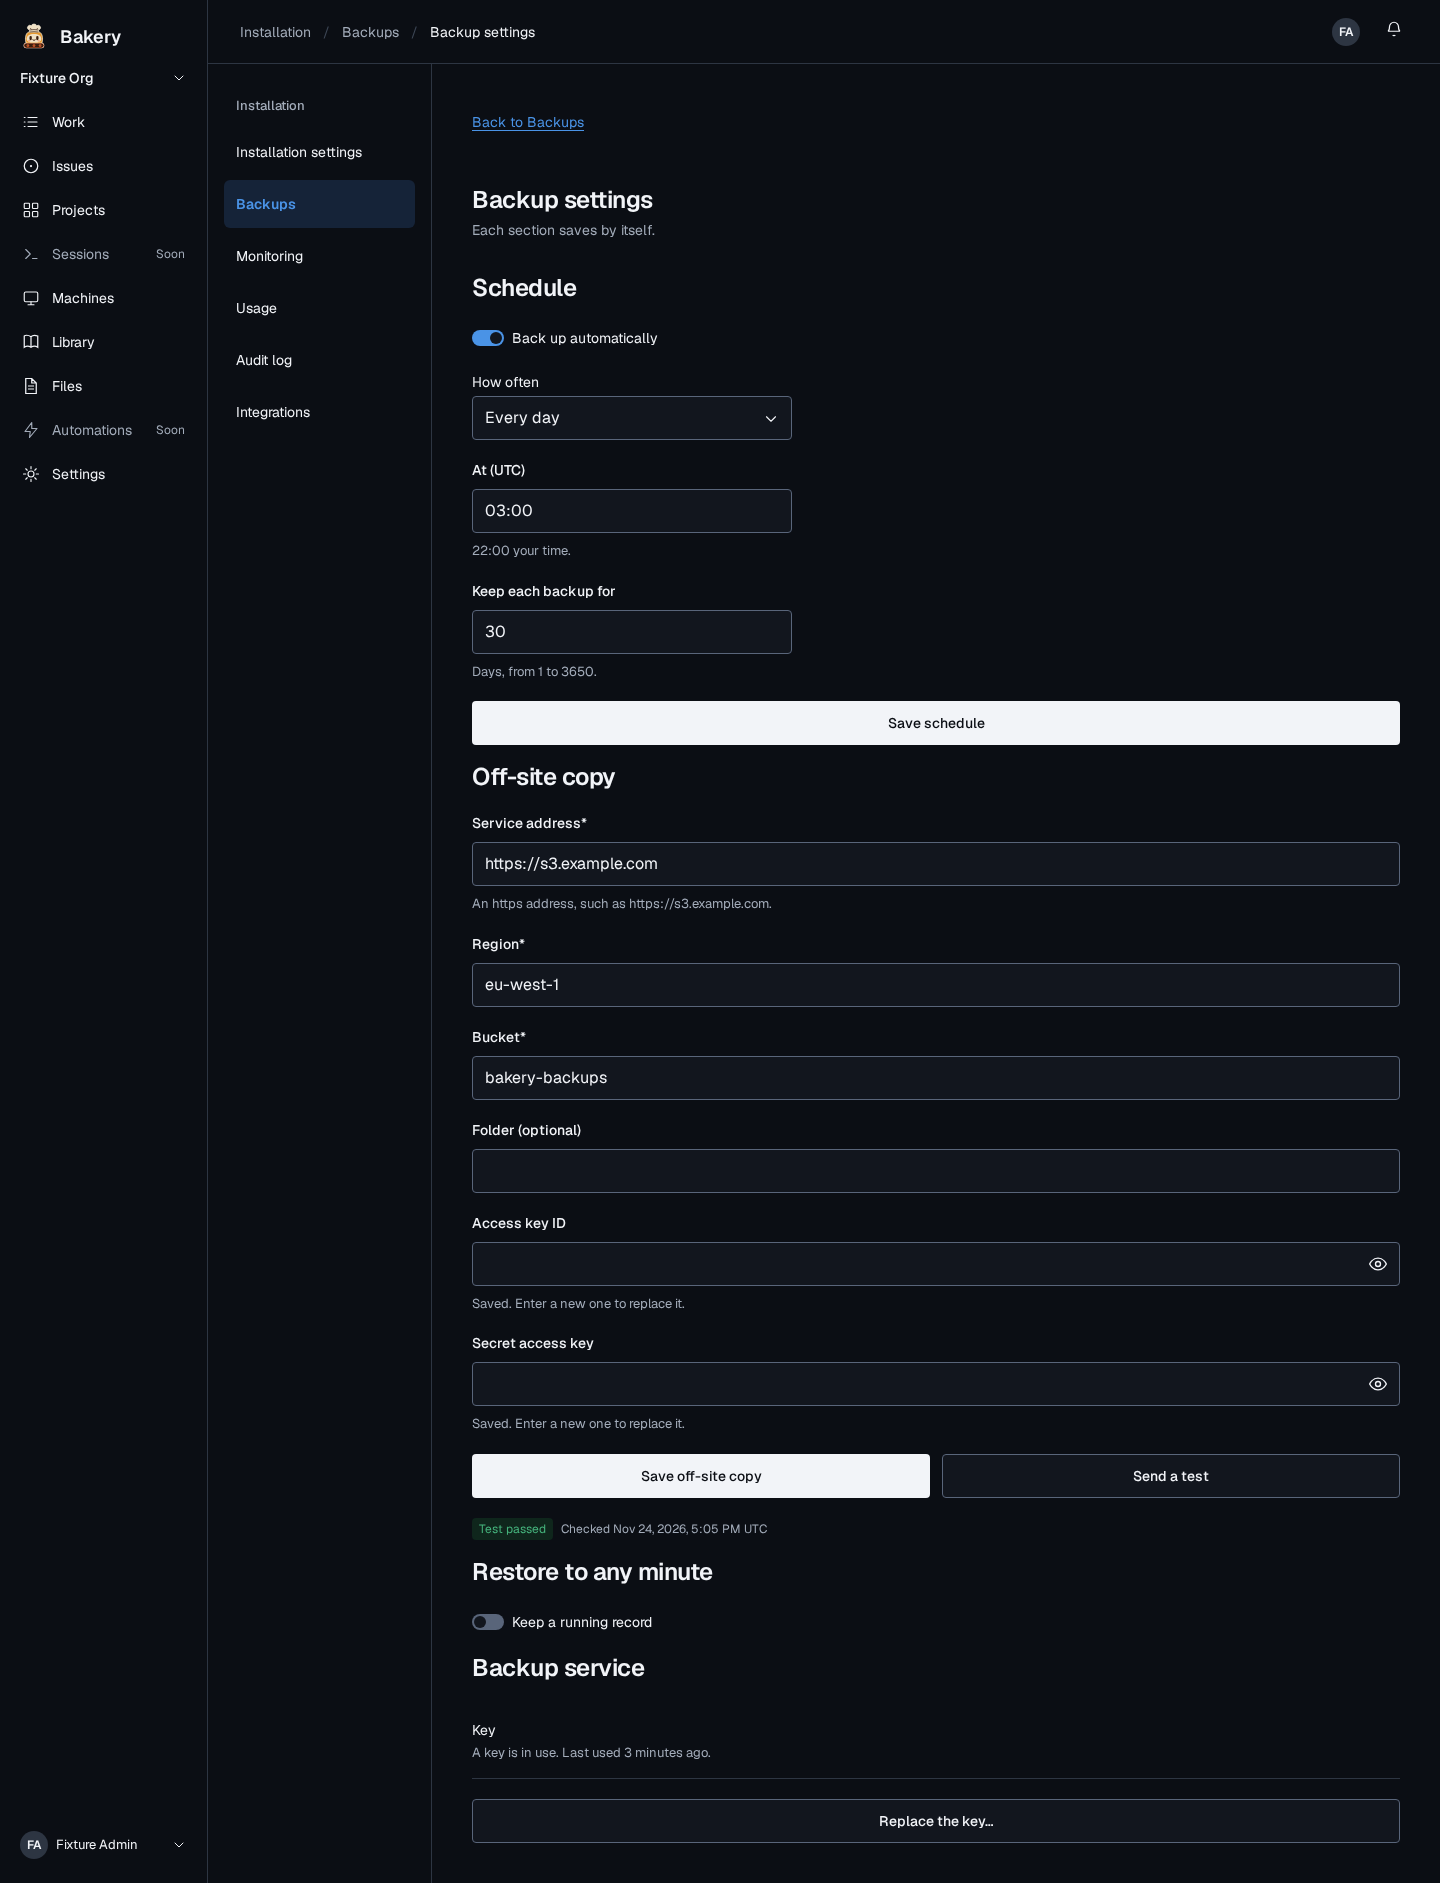 Bakery
Fixture Org
Work
Issues
Projects
Sessions Soon
Machines
Library
Files
Automations Soon
Settings
FA Fixture Admin
Installation / Backups / Backup settings
FA
Installation
Installation settings
Backups
Monitoring
Usage
Audit log
Integrations
Back to Backups
Backup settings
Each section saves by itself.
Schedule
Back up automatically
How often
Every day
At (UTC)
03:00
22:00 your time.
Keep each backup for
30
Days, from 1 to 3650.
Save schedule
Off-site copy
Service address*
https://s3.example.com
An https address, such as https://s3.example.com.
Region*
eu-west-1
Bucket*
bakery-backups
Folder (optional)
Access key ID
Saved. Enter a new one to replace it.
Secret access key
Saved. Enter a new one to replace it.
Save off-site copy Send a test
Test passed Checked Nov 24, 2026, 5:05 PM UTC
Restore to any minute
Keep a running record
Backup service
Key
A key is in use. Last used 3 minutes ago.
Replace the key...